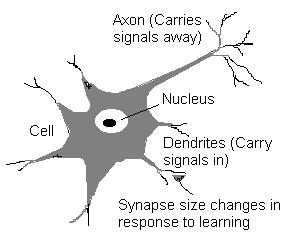 Axon (Carries
signals away)
Nucleus
Cell
Dendrites (Carry
signals in)
Synapse size changes in
response to learning